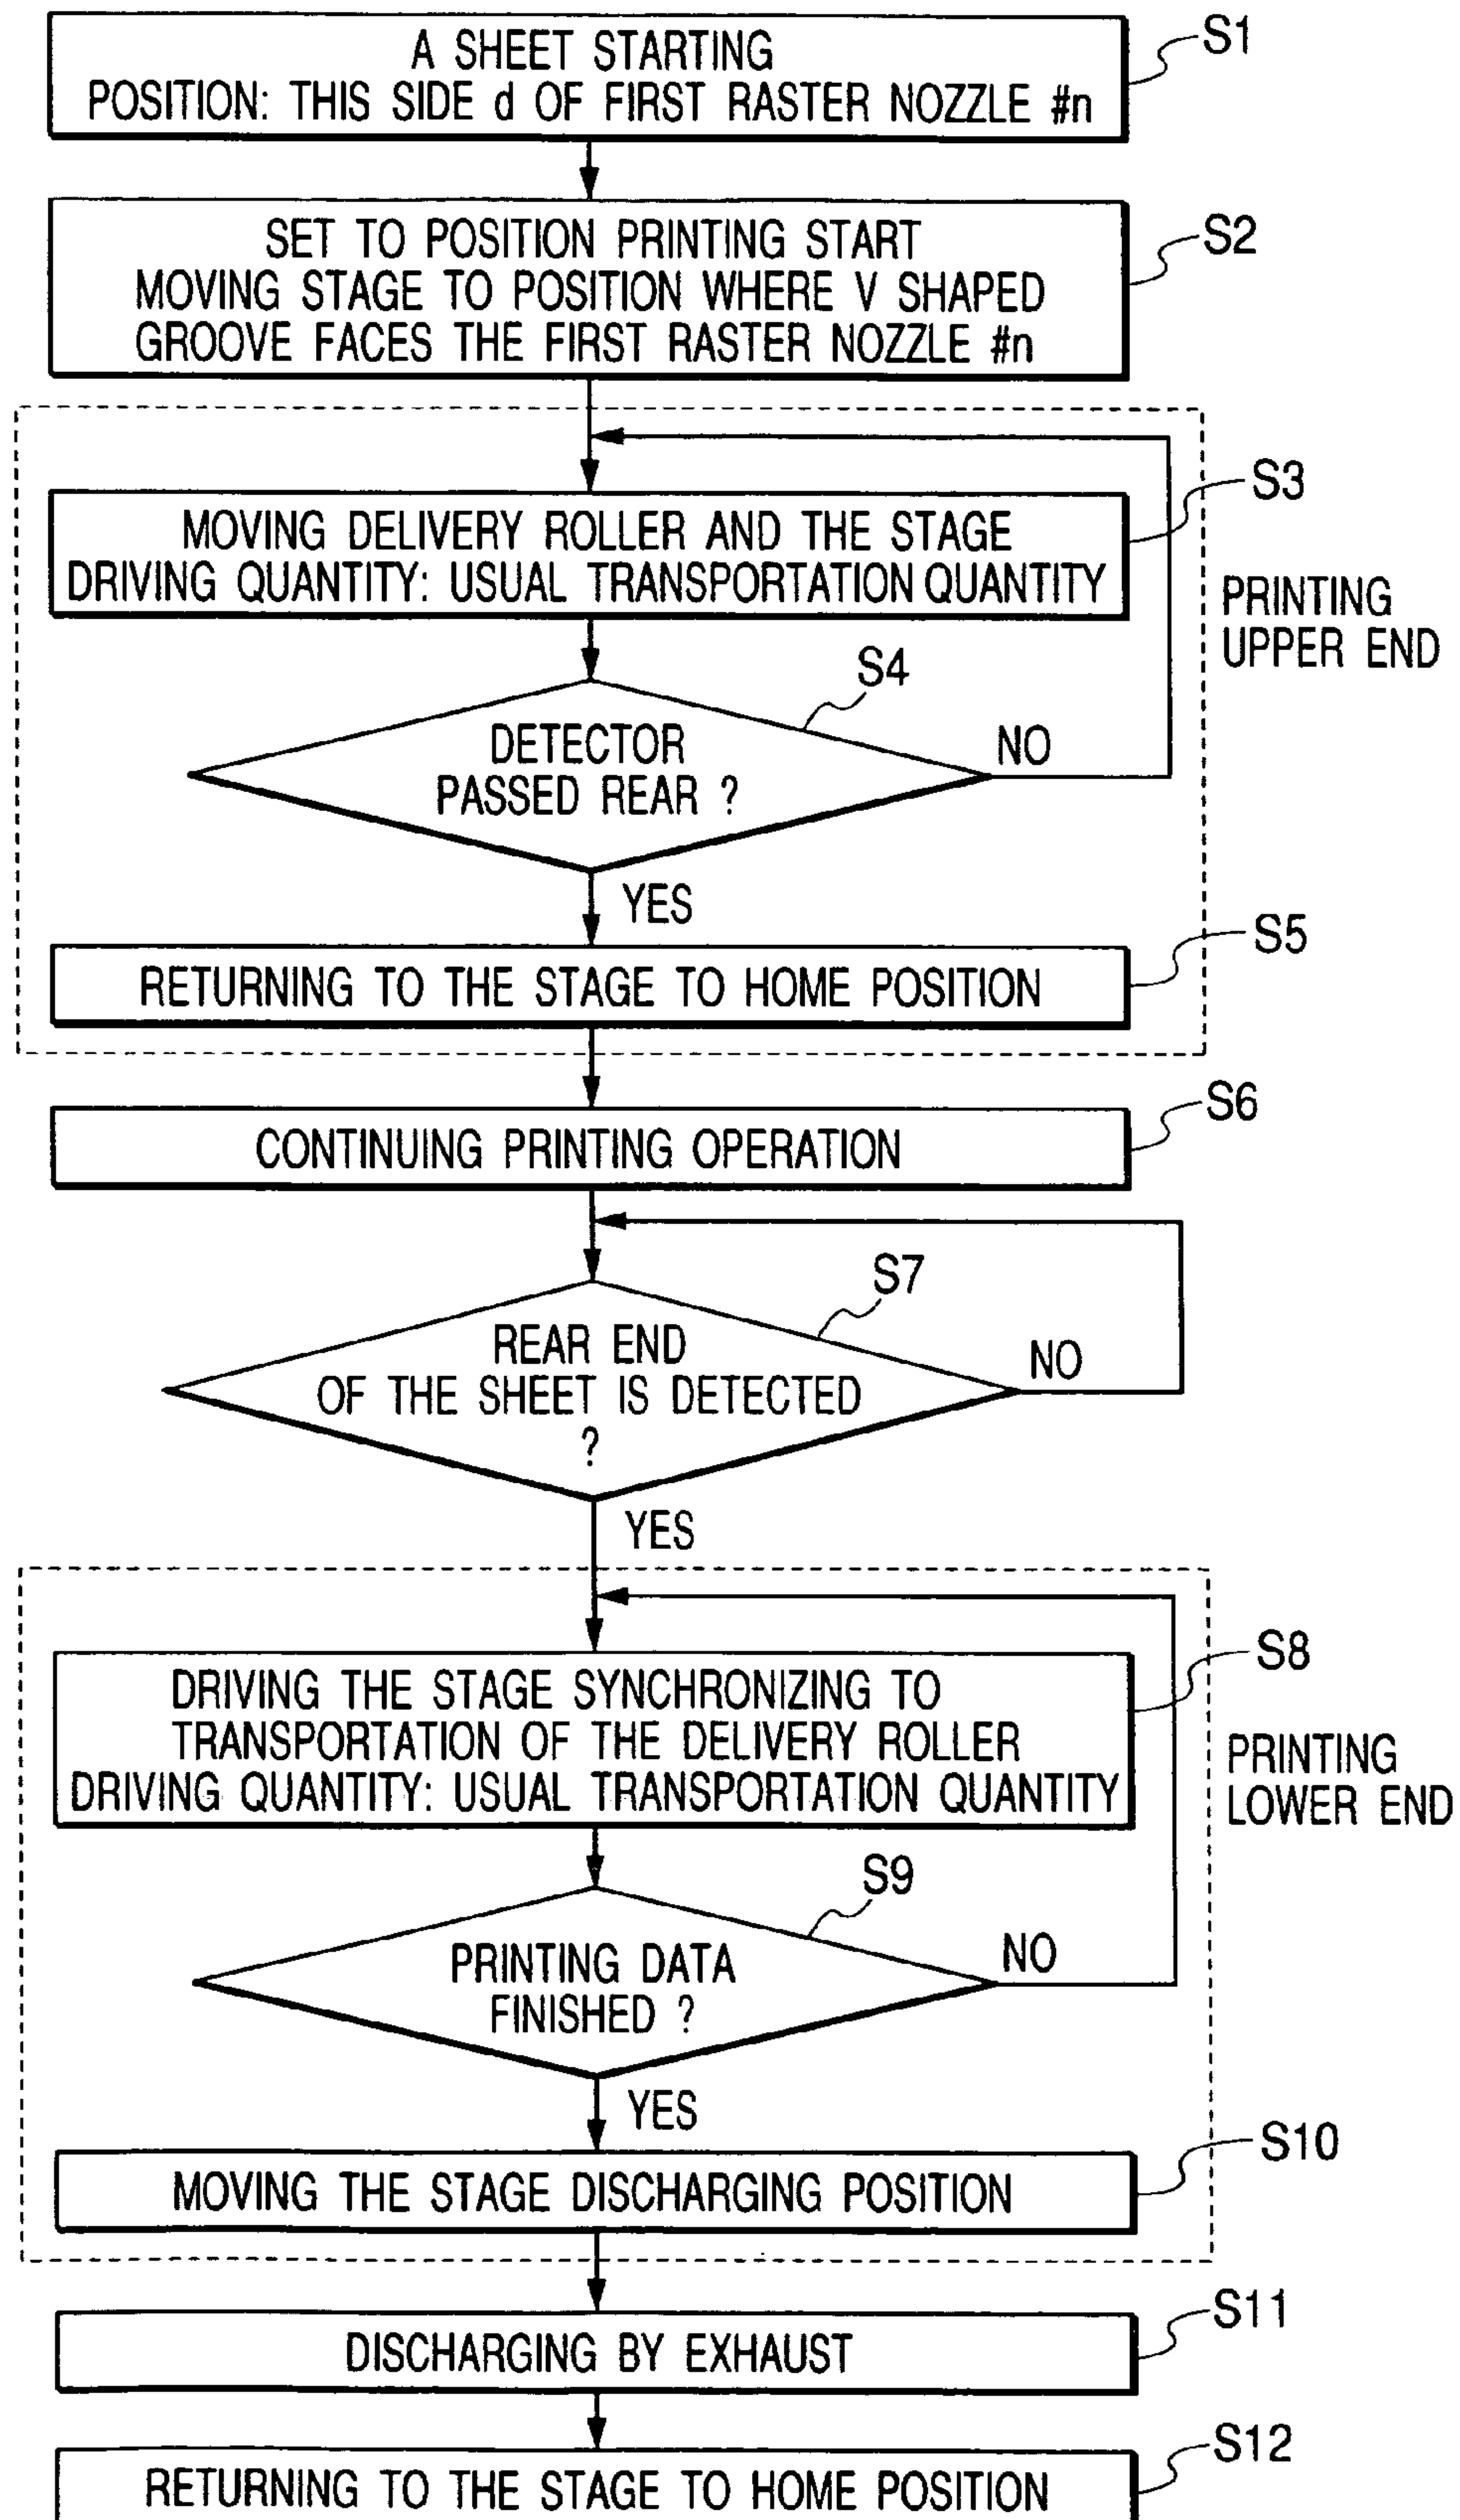 A SHEET STARTING
POSITION: THIS SIDE d OF FIRST RASTER NOZZLE #n
S1
SET TO POSITION PRINTING START
MOVING STAGE TO POSITION WHERE V SHAPED
GROOVE FACES THE FIRST RASTER NOZZLE #n
S2
MOVING DELIVERY ROLLER AND THE STAGE
DRIVING QUANTITY: USUAL TRANSPORTATION QUANTITY
S3
PRINTING
UPPER END
S4
DETECTOR
PASSED REAR ?
NO
YES
S5
RETURNING TO THE STAGE TO HOME POSITION
S6
CONTINUING PRINTING OPERATION
S7
REAR END
OF THE SHEET IS DETECTED
?
NO
YES
S8
DRIVING THE STAGE SYNCHRONIZING TO
TRANSPORTATION OF THE DELIVERY ROLLER
DRIVING QUANTITY: USUAL TRANSPORTATION QUANTITY
PRINTING
LOWER END
S9
PRINTING DATA
FINISHED ?
NO
YES
S10
MOVING THE STAGE DISCHARGING POSITION
S11
DISCHARGING BY EXHAUST
S12
RETURNING TO THE STAGE TO HOME POSITION